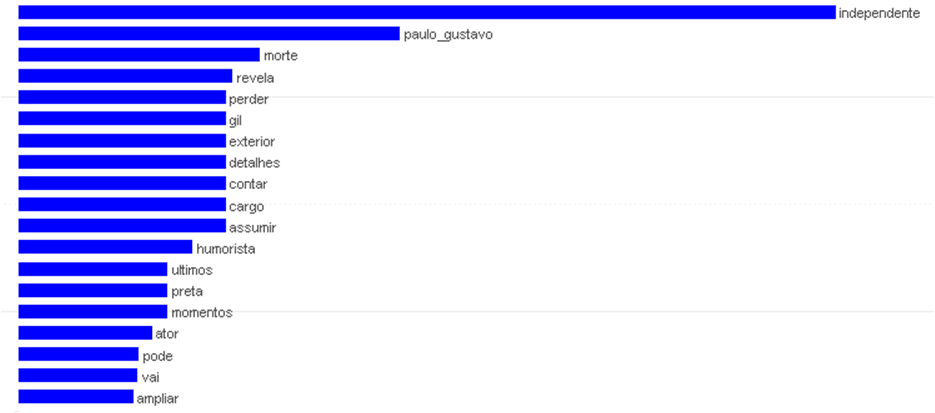 independente
paulo_gustavo
morte
revela
perder
gil
exterior
detalhes
contar
cargo
assumir
humorista
ultimos
preta
momentos
ator
pode
vai
ampliar